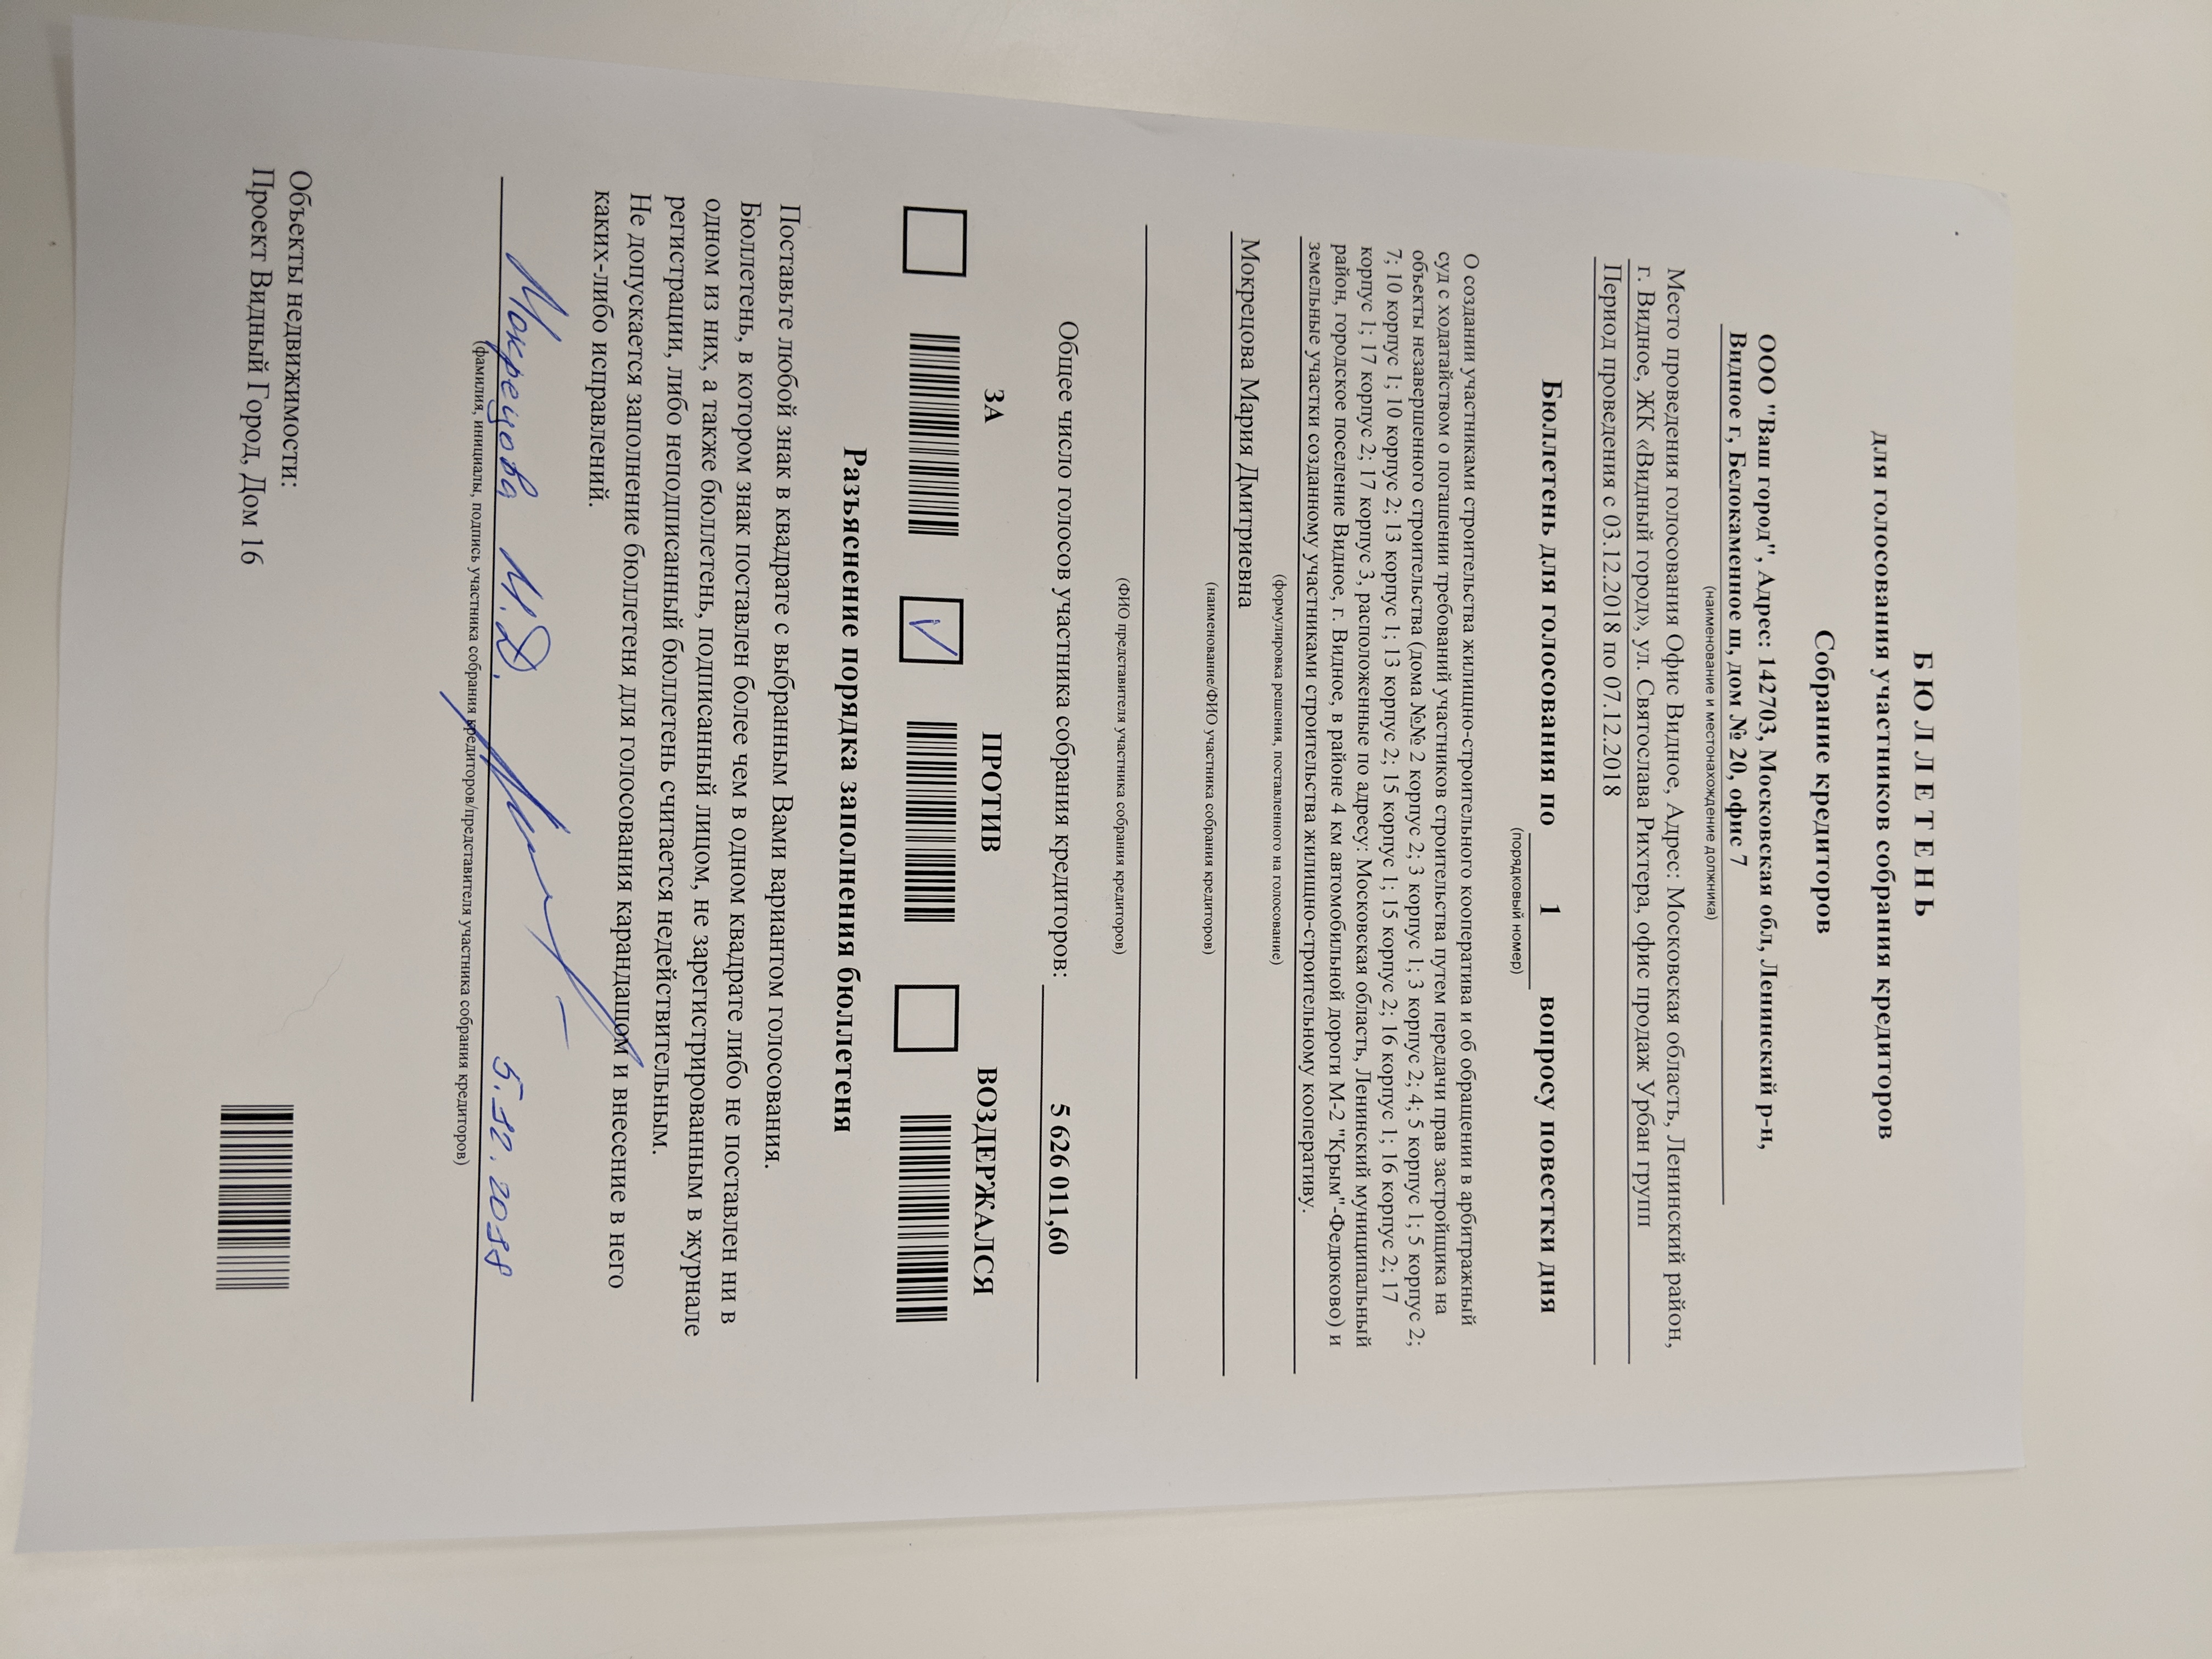 БЮЛЛЕТЕНЬ
для голосования участников собрания кредиторов
Собрание кредиторов
ООО "Ваш город", Адрес: 142703, Московская обл, Ленинский р-н,
Видное г, Белокаменное ш, дом № 20, офис 7
(наименование и местонахождение должника)
Место проведения голосования Офис Видное, Адрес: Московская область, Ленинский район,
г. Видное, ЖК «Видный город», ул. Святослава Рихтера, офис продаж Урбан групп
Период проведения с 03.12.2018 по 07.12.2018
Бюллетень для голосования по 1 вопросу повестки дня
(порядковый номер)
О создании участниками строительства жилищно-строительного кооператива и об обращении в арбитражный
суд с ходатайством о погашении требований участников строительства путем передачи прав застройщика на
объекты незавершенного строительства (дома №№ 2 корпус 2; 3 корпус 1; 3 корпус 2; 4; 5 корпус 1; 5 корпус 2;
7; 10 корпус 1; 10 корпус 2; 13 корпус 1; 13 корпус 2; 15 корпус 1; 15 корпус 2; 16 корпус 1; 16 корпус 2; 17
корпус 1; 17 корпус 2; 17 корпус 3, расположенные по адресу: Московская область, Ленинский муниципальный
район, городское поселение Видное, г. Видное, в районе 4 км автомобильной дороги М-2 "Крым"-Федюково) и
земельные участки созданному участниками строительства жилищно-строительному кооперативу.
(формулировка решения, поставленного на голосование)
Мокрецова Мария Дмитриевна
(наименование/ФИО участника собрания кредиторов)
(ФИО представителя участника собрания кредиторов)
Общее число голосов участника собрания кредиторов: 5 626 011,60
ЗА ПРОТИВ ВОЗДЕРЖАЛСЯ
Разъяснение порядка заполнения бюллетеня
Поставьте любой знак в квадрате с выбранным Вами вариантом голосования.
Бюллетень, в котором знак поставлен более чем в одном квадрате либо не поставлен ни в
одном из них, а также бюллетень, подписанный лицом, не зарегистрированным в журнале
регистрации, либо неподписанный бюллетень считается недействительным.
Не допускается заполнение бюллетеня для голосования карандашом и внесение в него
каких-либо исправлений.
Мокрецова М.Д. 5.12.2018
(фамилия, инициалы, подпись участника собрания кредиторов/представителя участника собрания кредиторов)
Объекты недвижимости:
Проект Видный Город, Дом 16